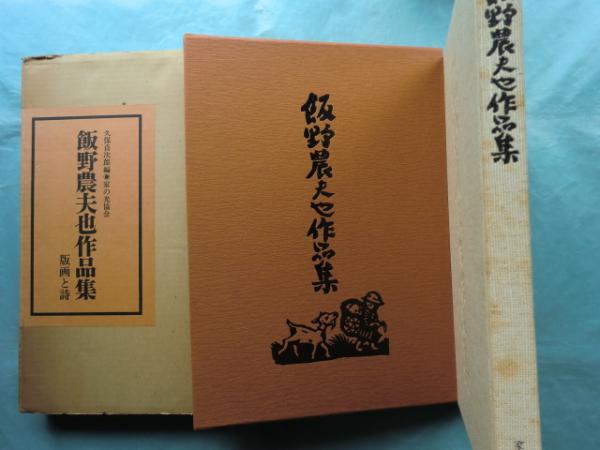 久保貞次郎編■家の光協会
飯野農夫也作品集
版画と詩
飯野農夫也作品集
飯野農夫也作品集
家